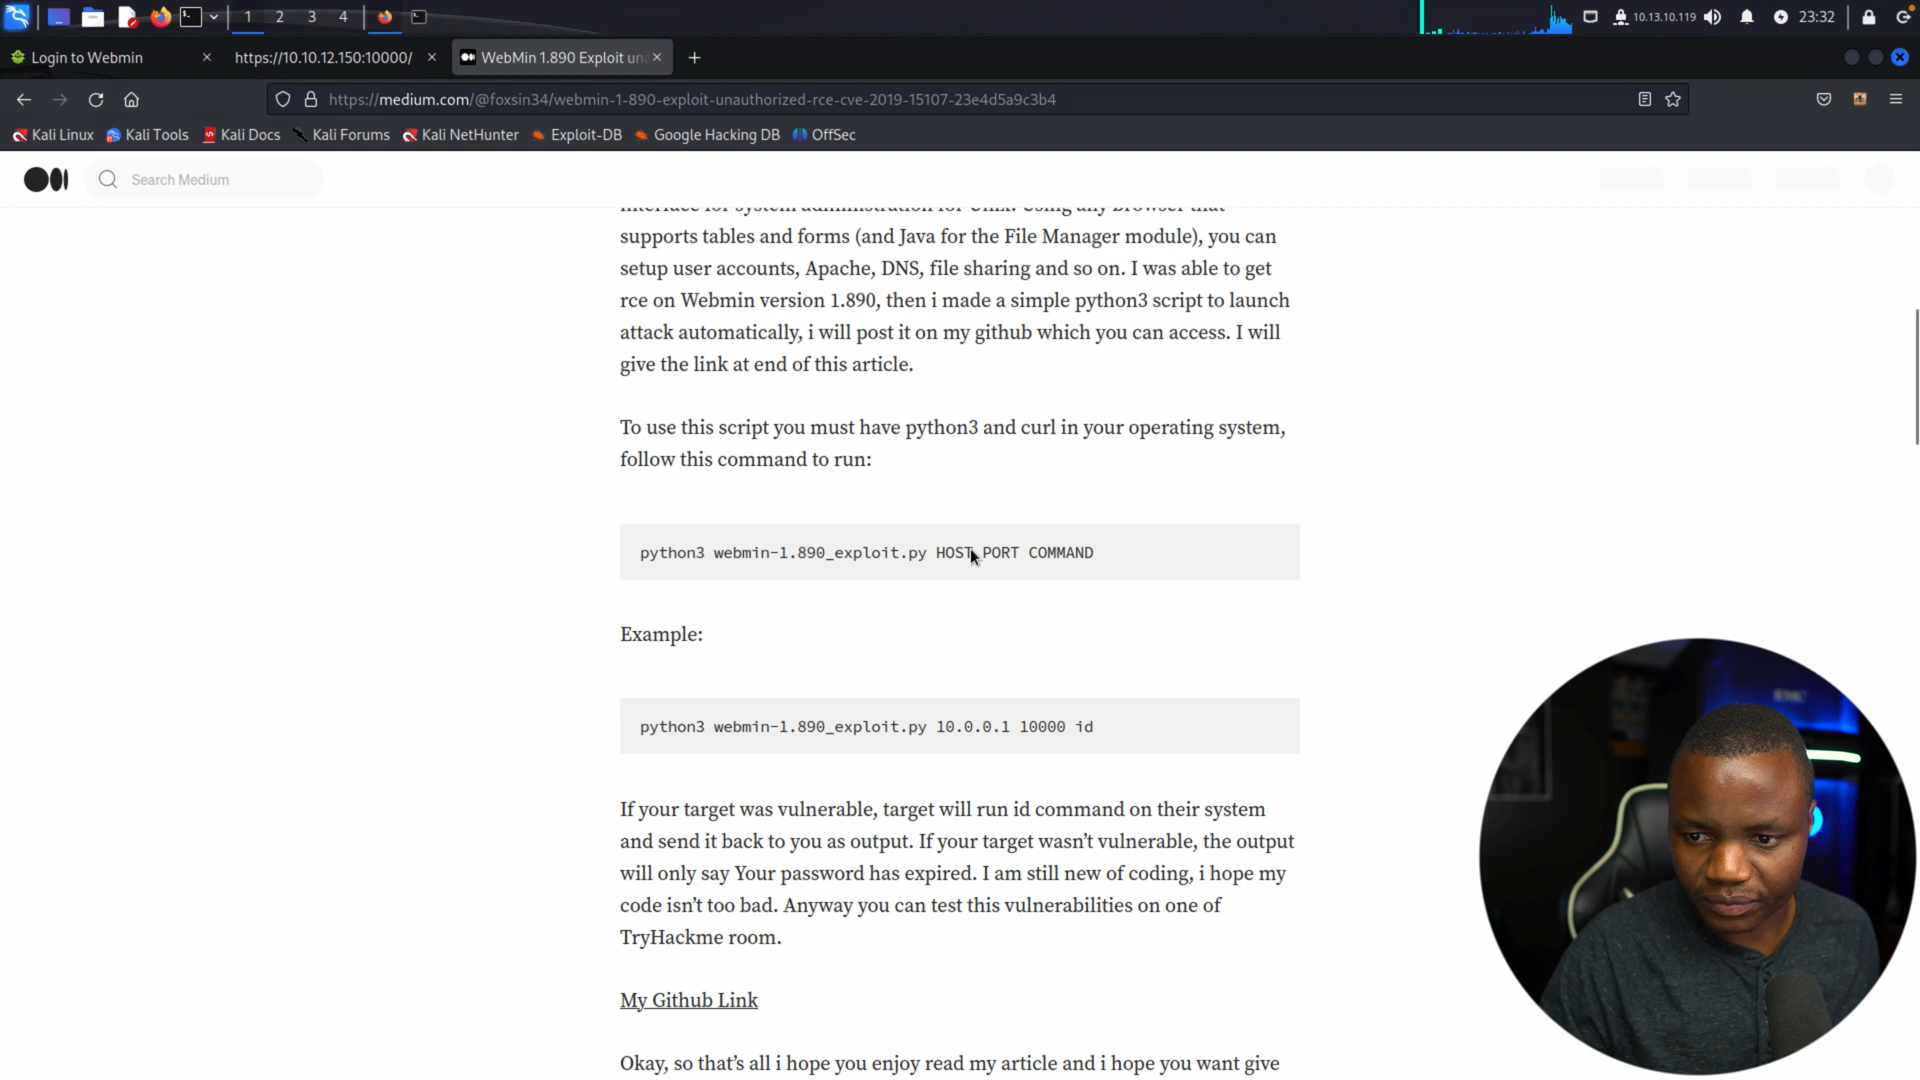 1 2 3 4
10.13.10.119
23:32
Login to Webmin
https://10.10.12.150:10000/
WebMin 1.890 Exploit una
https://medium.com/@foxsin34/webmin-1-890-exploit-unauthorized-rce-cve-2019-15107-23e4d5a9c3b4
Kali Linux Kali Tools Kali Docs Kali Forums Kali NetHunter Exploit-DB Google Hacking DB OffSec
Search Medium
interface for system administration for Unix. Using any browser that
supports tables and forms (and Java for the File Manager module), you can
setup user accounts, Apache, DNS, file sharing and so on. I was able to get
rce on Webmin version 1.890, then i made a simple python3 script to launch
attack automatically, i will post it on my github which you can access. I will
give the link at end of this article.
To use this script you must have python3 and curl in your operating system,
follow this command to run:
python3 webmin-1.890_exploit.py HOST PORT COMMAND
Example:
python3 webmin-1.890_exploit.py 10.0.0.1 10000 id
If your target was vulnerable, target will run id command on their system
and send it back to you as output. If your target wasn’t vulnerable, the output
will only say Your password has expired. I am still new of coding, i hope my
code isn’t too bad. Anyway you can test this vulnerabilities on one of
TryHackme room.
My Github Link
Okay, so that’s all i hope you enjoy read my article and i hope you want give